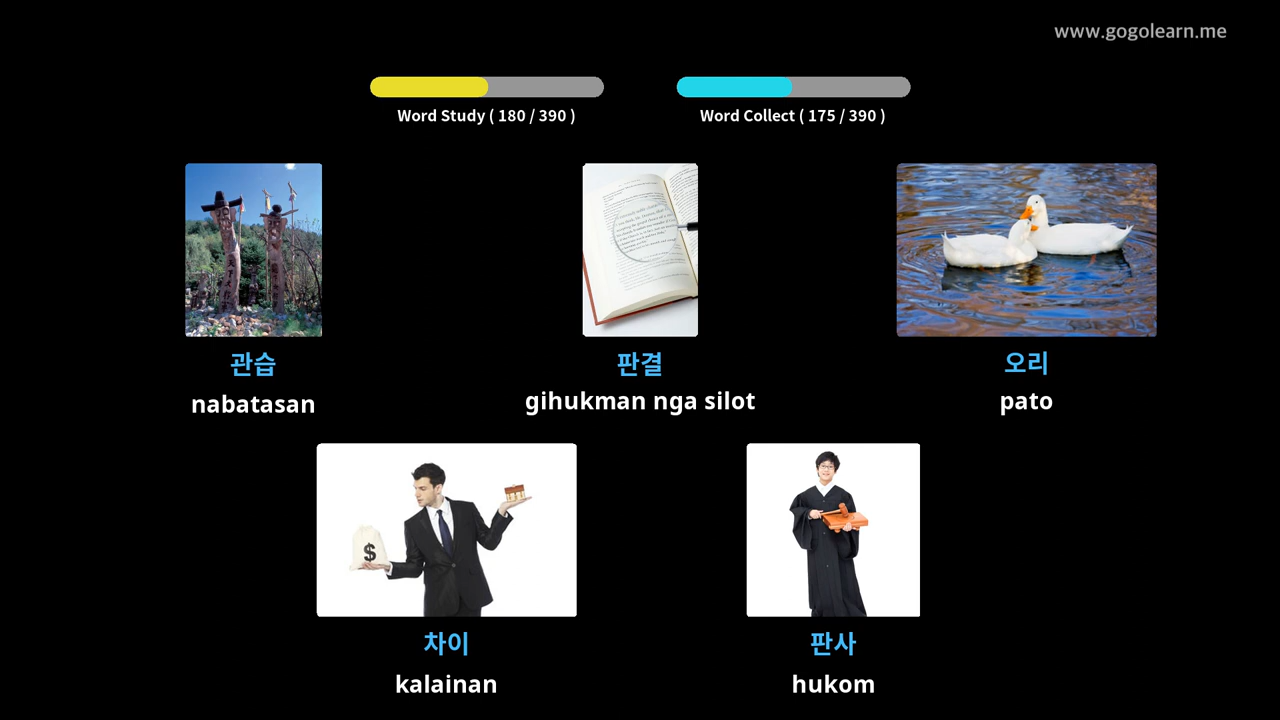 www.gogolearn.me
Word Study ( 180 / 390 )
Word Collect ( 175 / 390 )
관습
판결
오리
nabatasan
gihukman nga silot
pato
$
차이
판사
kalainan
hukom